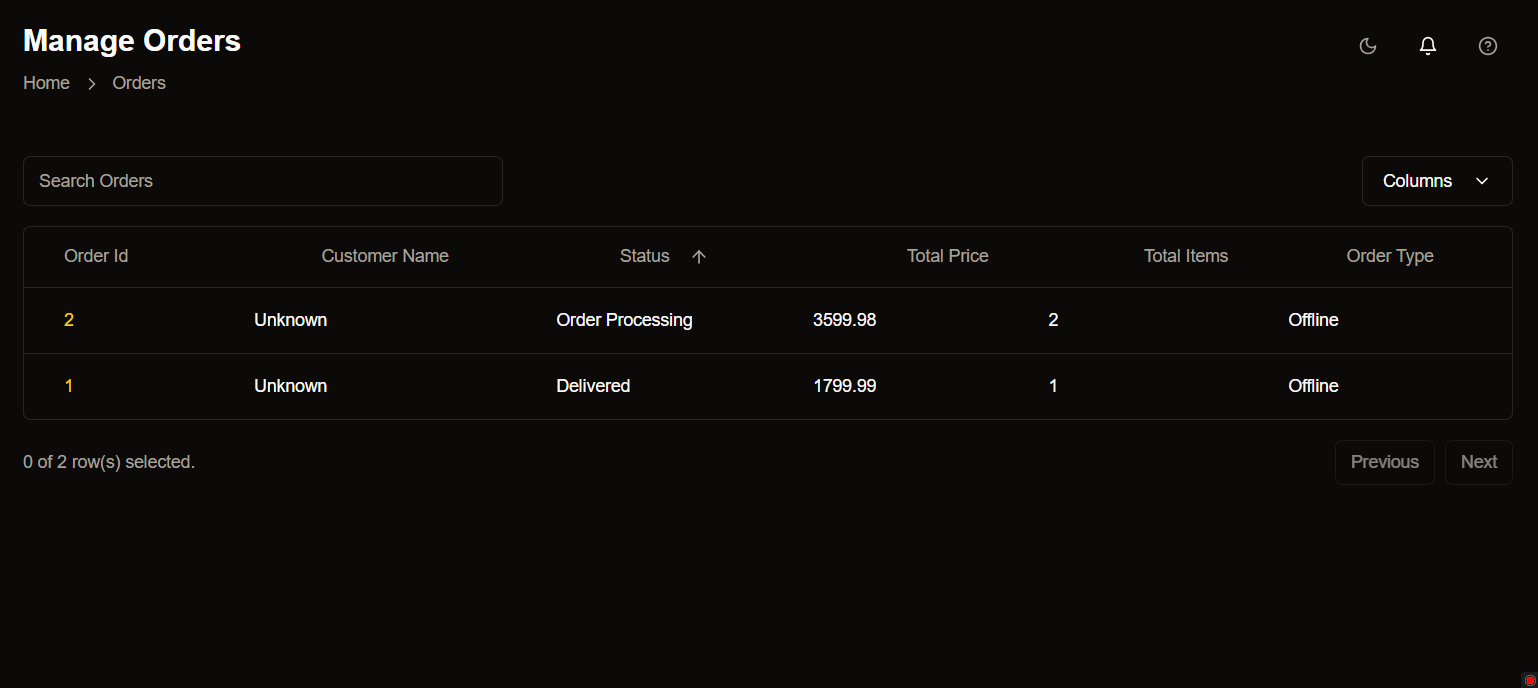 Manage Orders
Home > Orders
Search Orders
Columns
Order Id Customer Name Status ↑ Total Price Total Items Order Type
2 Unknown Order Processing 3599.98 2 Offline
1 Unknown Delivered 1799.99 1 Offline
0 of 2 row(s) selected.
Previous Next